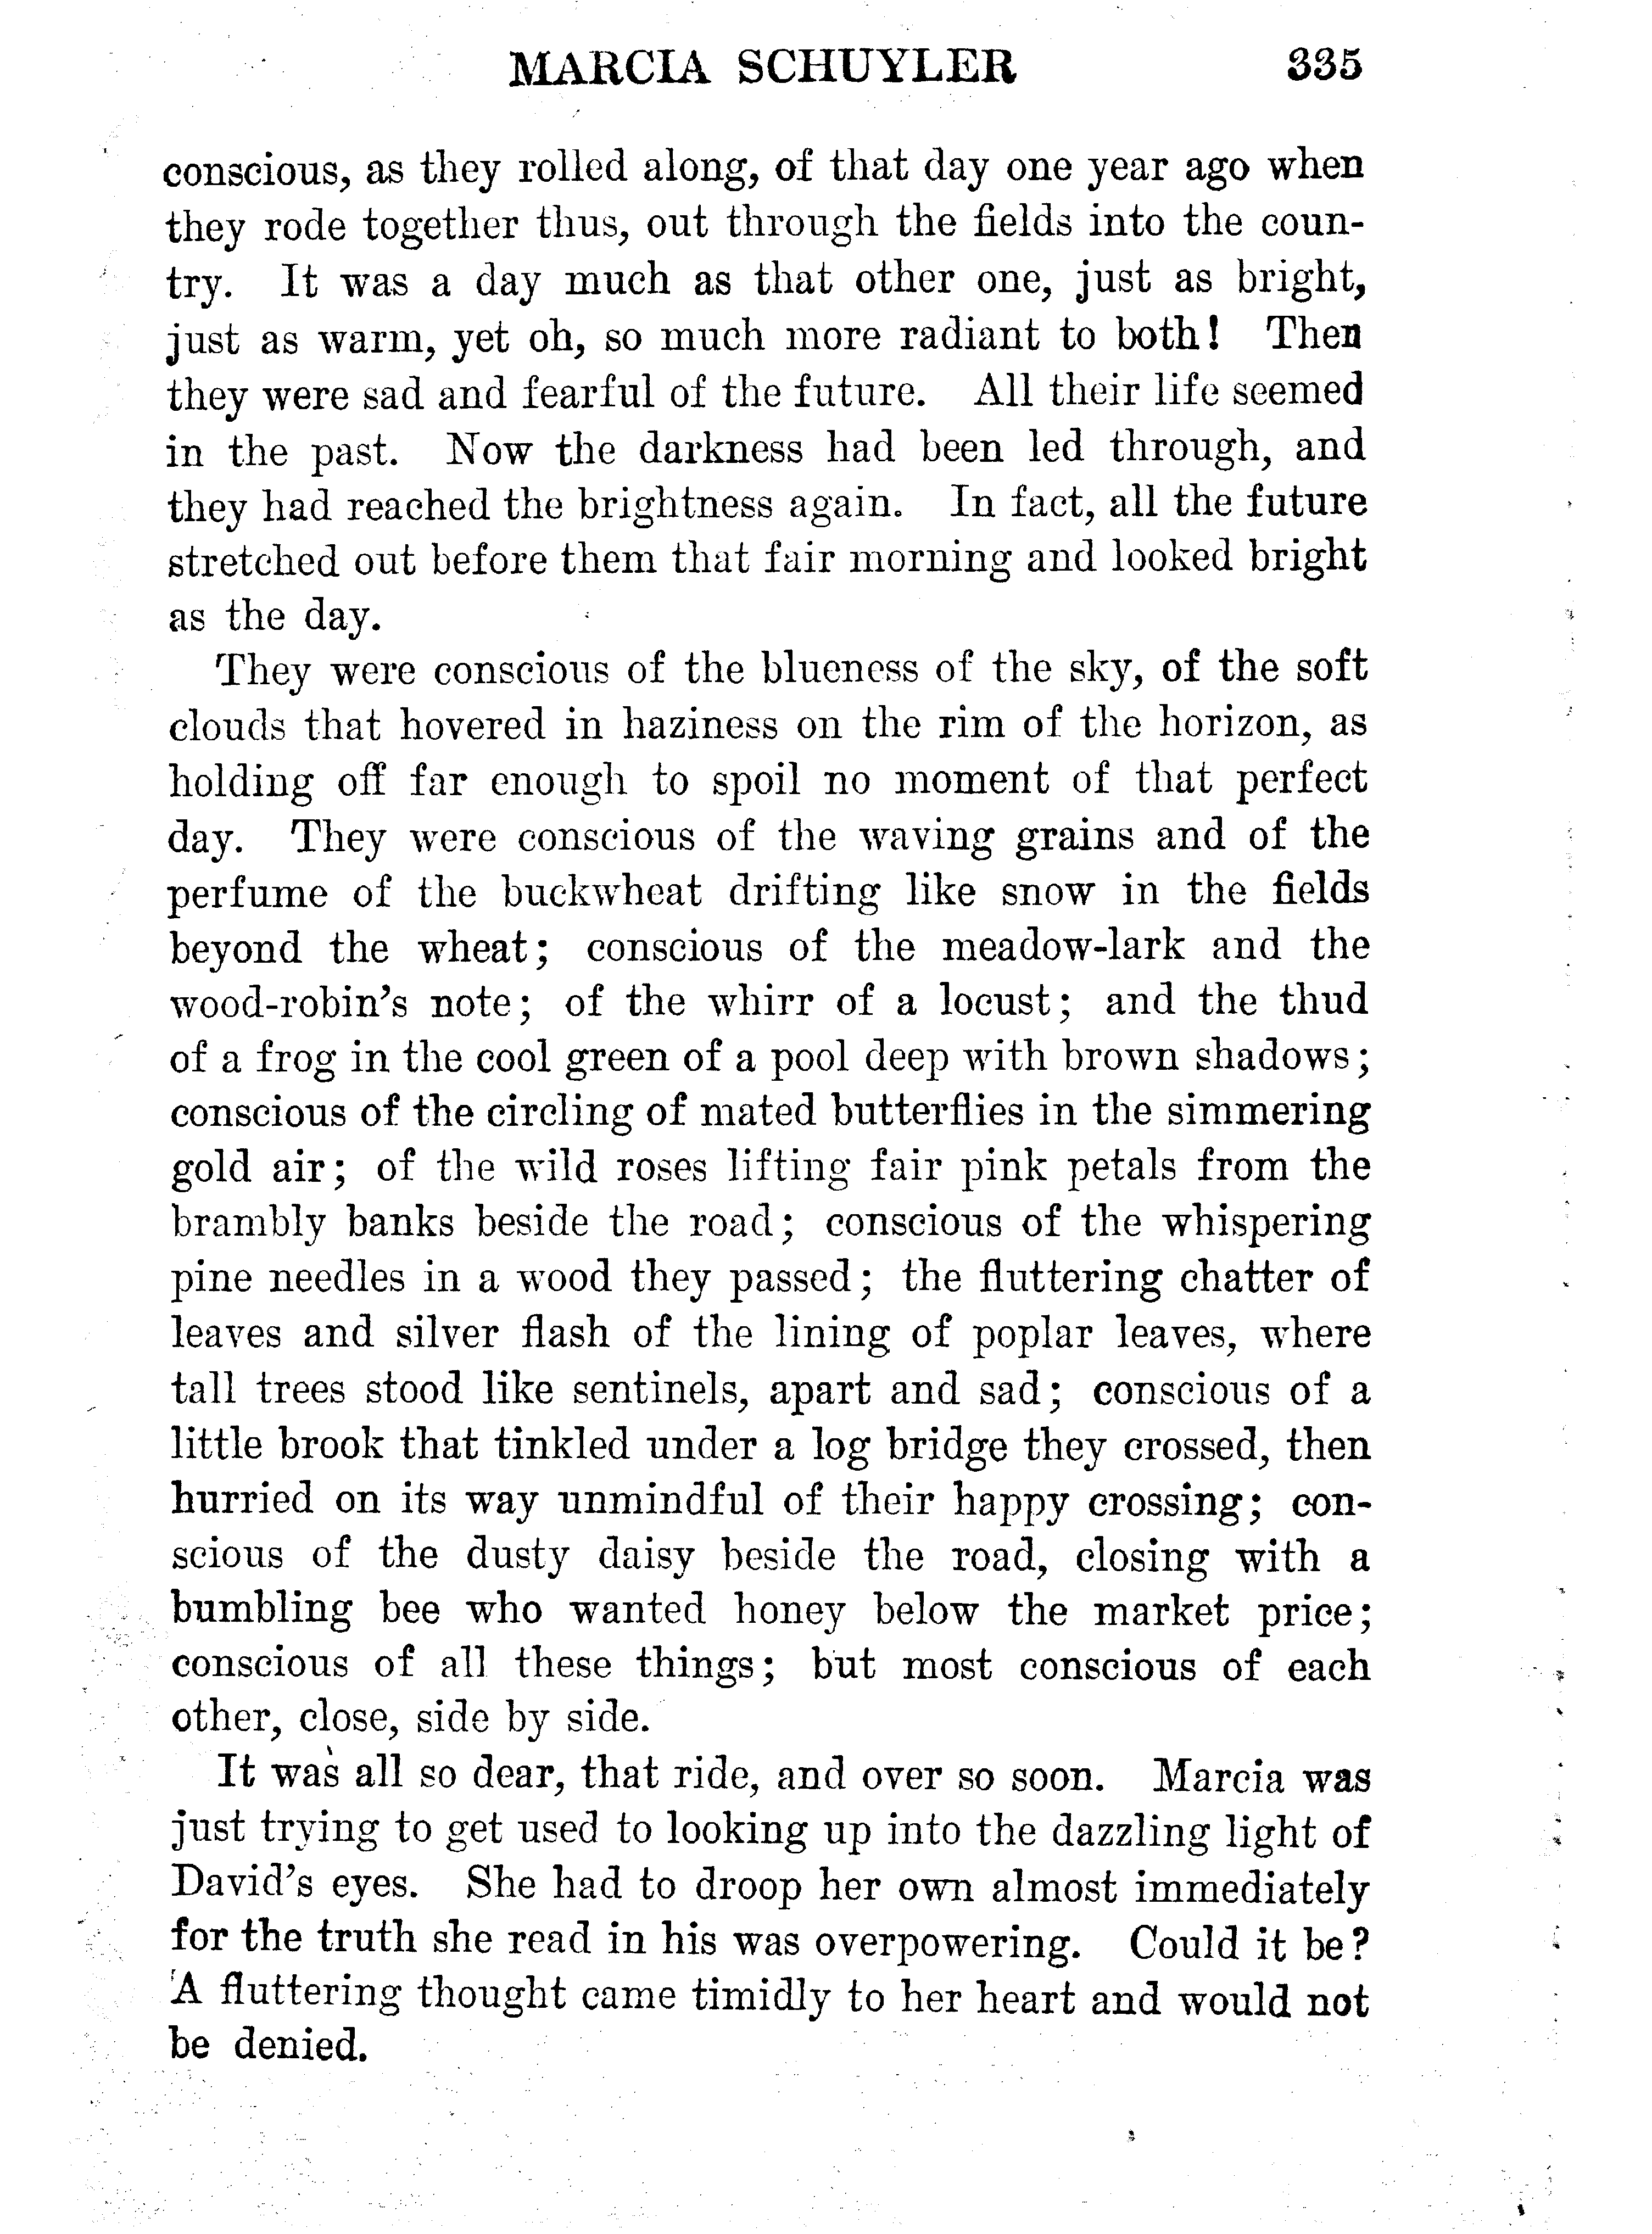 MARCIA SCHUYLER 335
conscious, as they rolled along, of that day one year ago when
they rode together thus, out through the fields into the coun-
try. It was a day much as that other one, just as bright,
just as warm, yet oh, so much more radiant to both! Then
they were sad and fearful of the future. All their life seemed
in the past. Now the darkness had been led through, and
they had reached the brightness again. In fact, all the future
stretched out before them that fair morning and looked bright
as the day.
They were conscious of the blueness of the sky, of the soft
clouds that hovered in haziness on the rim of the horizon, as
holding off far enough to spoil no moment of that perfect
day. They were conscious of the waving grains and of the
perfume of the buckwheat drifting like snow in the fields
beyond the wheat; conscious of the meadow-lark and the
wood-robin's note; of the whirr of a locust; and the thud
of a frog in the cool green of a pool deep with brown shadows;
conscious of the circling of mated butterflies in the simmering
gold air; of the wild roses lifting fair pink petals from the
brambly banks beside the road; conscious of the whispering
pine needles in a wood they passed; the fluttering chatter of
leaves and silver flash of the lining of poplar leaves, where
tall trees stood like sentinels, apart and sad; conscious of a
little brook that tinkled under a log bridge they crossed, then
hurried on its way unmindful of their happy crossing; con-
scious of the dusty daisy beside the road, closing with a
bumbling bee who wanted honey below the market price;
conscious of all these things; but most conscious of each
other, close, side by side.
It was all so dear, that ride, and over so soon. Marcia was
just trying to get used to looking up into the dazzling light of
David's eyes. She had to droop her own almost immediately
for the truth she read in his was overpowering. Could it be?
A fluttering thought came timidly to her heart and would not
be denied.